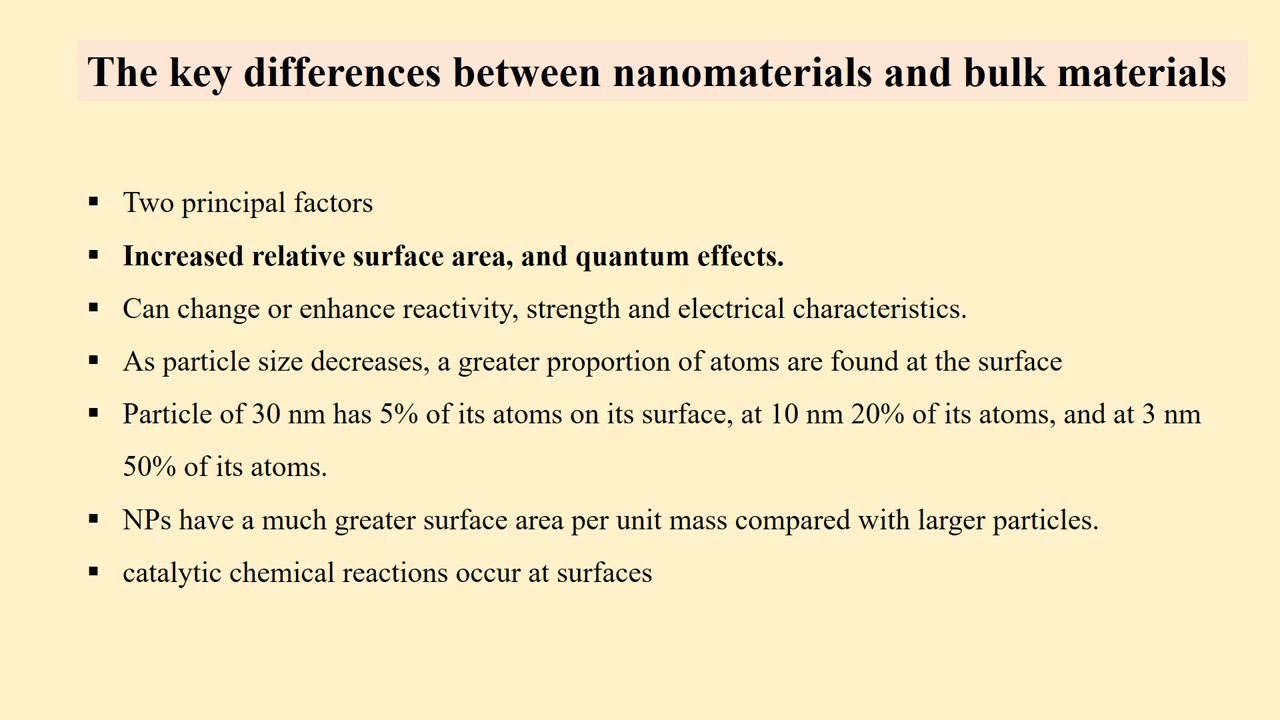 The key differences between nanomaterials and bulk materials
▪ Two principal factors
▪ Increased relative surface area, and quantum effects.
▪ Can change or enhance reactivity, strength and electrical characteristics.
▪ As particle size decreases, a greater proportion of atoms are found at the surface
▪ Particle of 30 nm has 5% of its atoms on its surface, at 10 nm 20% of its atoms, and at 3 nm
50% of its atoms.
▪ NPs have a much greater surface area per unit mass compared with larger particles.
▪ catalytic chemical reactions occur at surfaces